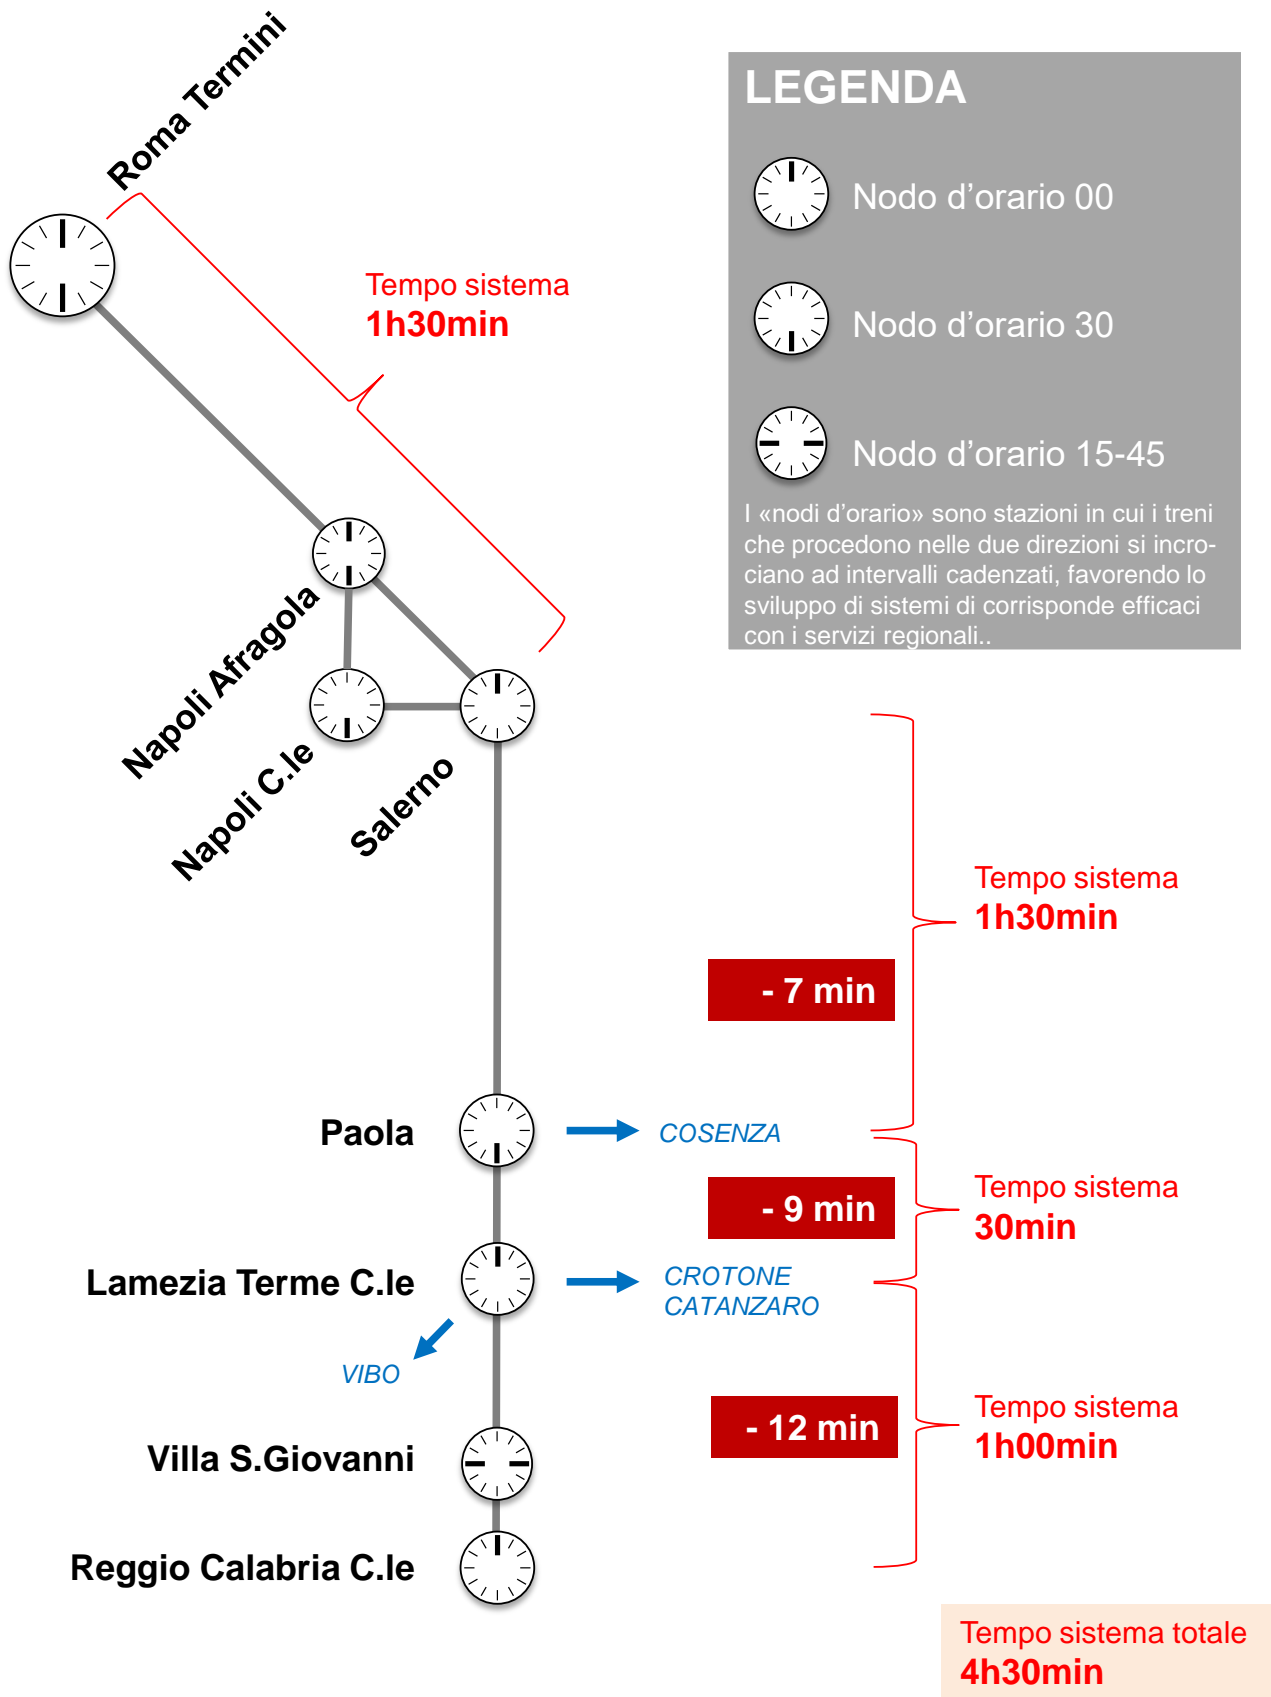 Roma Termini
LEGENDA
Nodo d’orario 00
Nodo d’orario 30
Nodo d’orario 15-45
I «nodi d’orario» sono stazioni in cui i treni
che procedono nelle due direzioni si incro-
ciano ad intervalli cadenzati, favorendo lo
sviluppo di sistemi di corrisponde efficaci
con i servizi regionali..
Tempo sistema
1h30min
Napoli Afragola
Napoli C.le
Salerno
Tempo sistema
1h30min
- 7 min
Paola
COSENZA
- 9 min
Tempo sistema
30min
Lamezia Terme C.le
CROTONE
CATANZARO
VIBO
- 12 min
Tempo sistema
1h00min
Villa S.Giovanni
Reggio Calabria C.le
Tempo sistema totale
4h30min